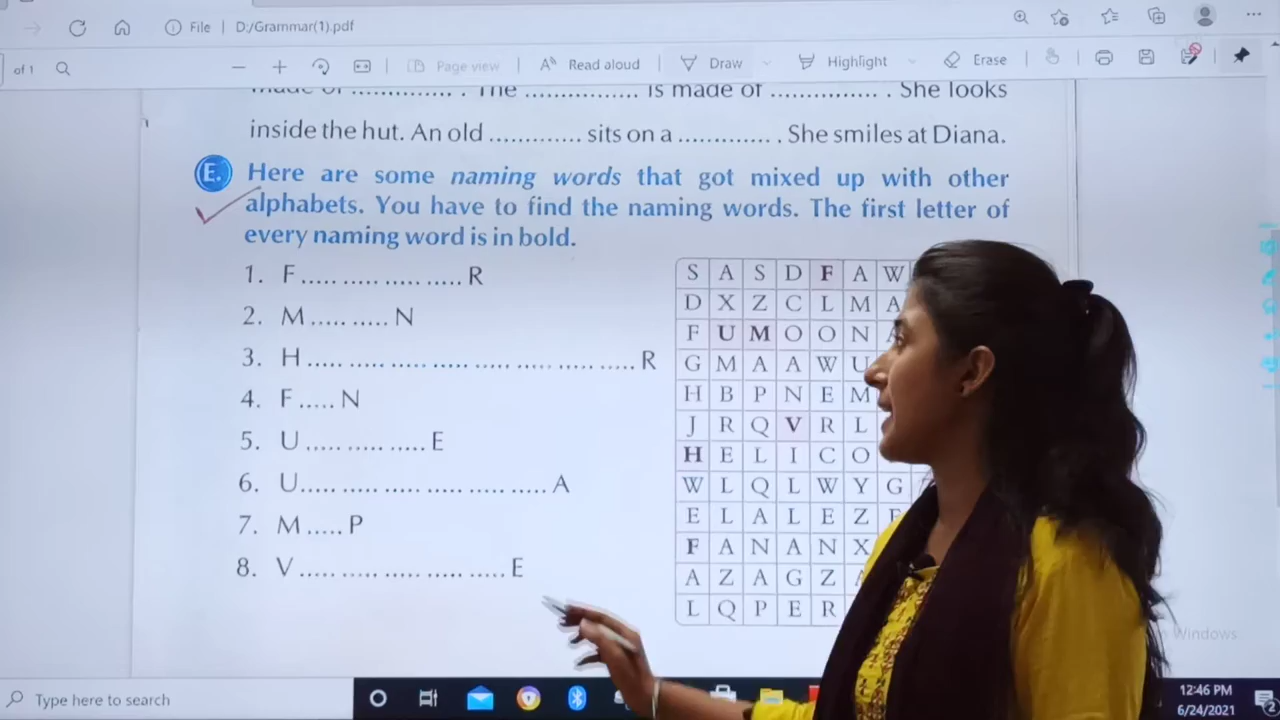 File | D:/Grammar(1).pdf
of 1
Page view
Read aloud
Draw
Highlight
Erase
made of .............. . The ................ is made of ............... . She looks
inside the hut. An old ............. sits on a ............. . She smiles at Diana.
E. Here are some naming words that got mixed up with other
alphabets. You have to find the naming words. The first letter of
every naming word is in bold.
1. F..... ..... ..... .....R
2. M..... .....N
3. H..... ..... ..... ..... ..... ..... ..... .....R
4. F.....N
5. U..... ..... .....E
6. U..... ..... ..... ..... ..... .....A
7. M.....P
8. V..... ..... ..... ..... .....E
S A S D F A W
D X Z C L M A
F U M O O N A
G M A A W U
H B P N E M
J R Q V R L
H E L I C O
W L Q L W Y G
E L A L E Z
F A N A N X
A Z A G Z
L Q P E R
Windows
Type here to search
12:46 PM
6/24/2021
2